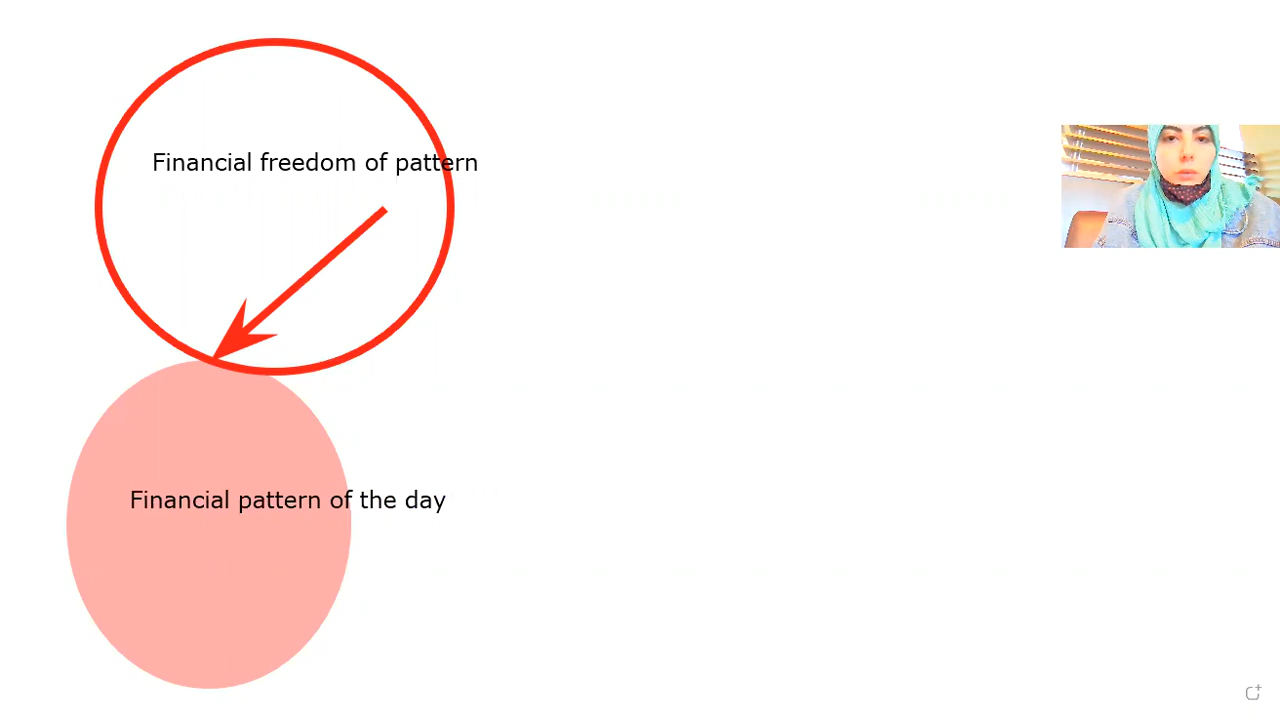 Financial freedom of pattern
Financial pattern of the day